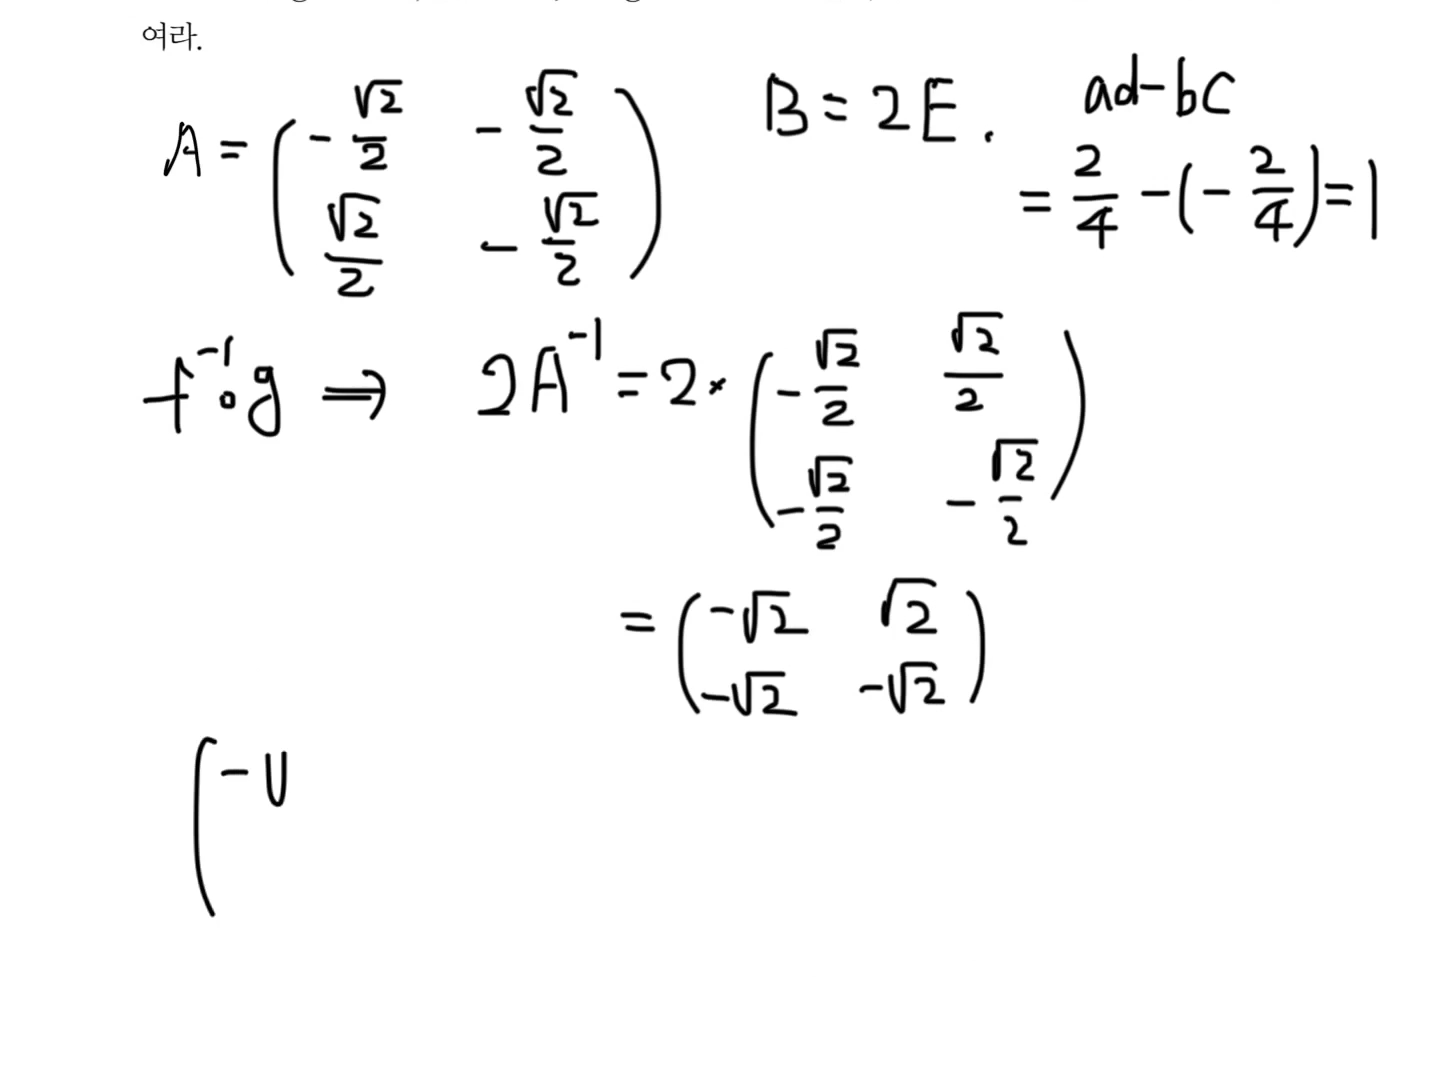 여라.
A = ( -√2/2 -√2/2 ; √2/2 -√2/2 ) B = 2E. ad-bc
= 2/4 - (- 2/4) = 1
f⁻¹∘g ⇒ 2A⁻¹ = 2 · ( -√2/2 √2/2 ; -√2/2 -√2/2 )
= ( -√2 √2 ; -√2 -√2 )
( -